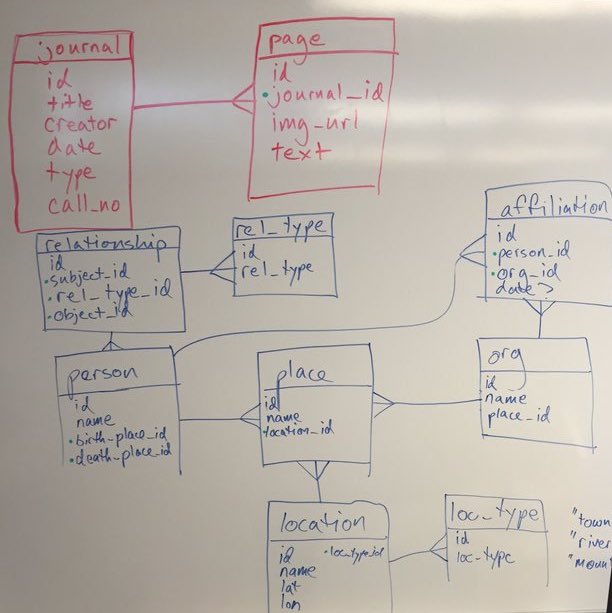 journal
id
title
creator
date
type
call_no
page
id
journal_id
img_url
text
relationship
id
subject_id
rel_type_id
object_id
rel_type
id
rel_type
affiliation
id
person_id
org_id
date?
person
id
name
birth_place_id
death_place_id
place
id
name
location_id
org
id
name
place_id
location
id
name
lat
lon
loc_type_id
loc_type
id
loc_type
"town
"river
"moun